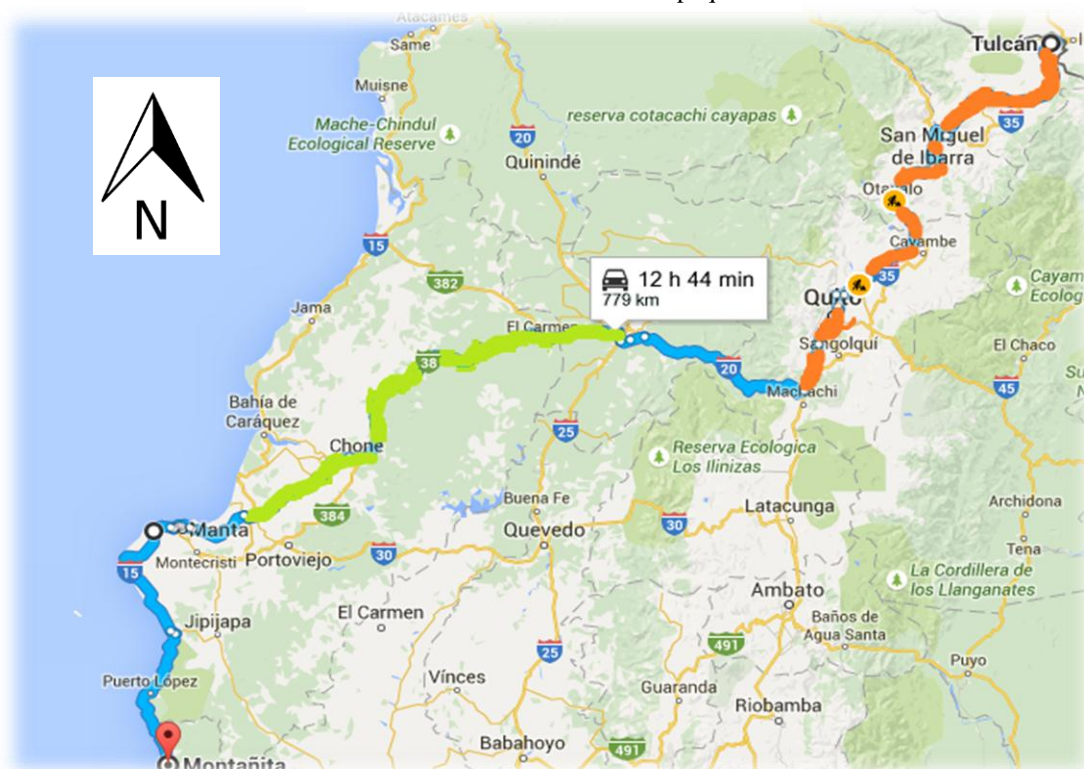 Atacames
Same
Tulcán
35
Muisne
reserva cotacachi cayapas
Mache-Chindul
Ecological Reserve
20
San Miguel
de Ibarra
Quinindé
Otavalo
N
15
Cayambe
382
12 h 44 min
779 km
35
Quito
Cayam
Ecolog
Jama
El Carmen
Sangolquí
El Chaco
38
20
45
Machachi
Bahía de
Caráquez
25
Chone
Reserva Ecologica
Los Ilinizas
Buena Fe
Latacunga
Archidona
384
30
Manta
Quevedo
Tena
Montecristi
Portoviejo
30
15
La Cordillera de
los Llanganates
Ambato
El Carmen
Baños de
Agua Santa
Jipijapa
491
25
Puyo
Puerto López
Vínces
Guaranda
Riobamba
Babahoyo
491
Montañita